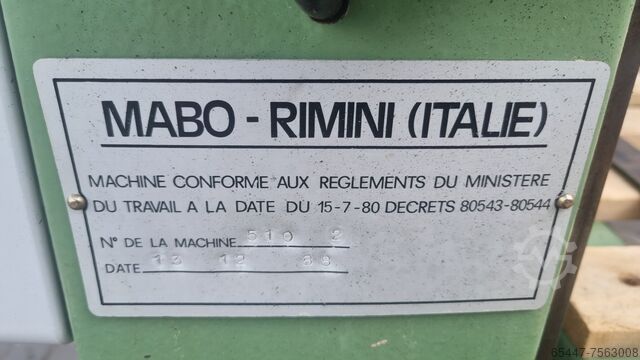 MABO - RIMINI (ITALIE)
MACHINE CONFORME AUX REGLEMENTS DU MINISTERE
DU TRAVAIL A LA DATE DU 15-7-80 DECRETS 80543-80544
N° DE LA MACHINE 510 2
DATE 13 12 88
65447-7563008